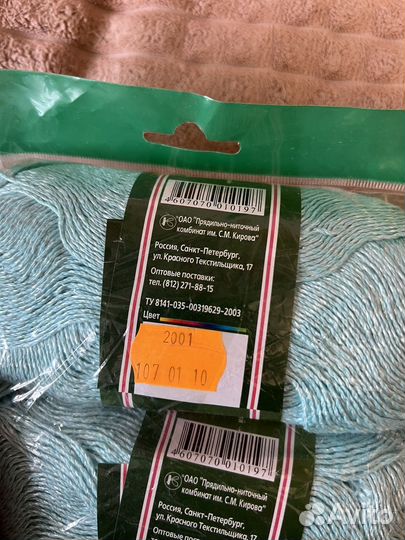 4607070010197
"ОАО "Прядильно-ниточный
комбинат им. С.М. Кирова"
Россия, Санкт-Петербург,
ул. Красного Текстильщика, 17
Оптовые поставки:
тел. (812) 271-88-15
ТУ 8141-035-00319629-2003
Цвет
2001
107 01 10
4607070010197
"ОАО "Прядильно-ниточный
комбинат им. С.М. Кирова"
Россия, Санкт-Петербург,
ул. Красного Текстильщика, 17
Оптовые поставки:
Avito